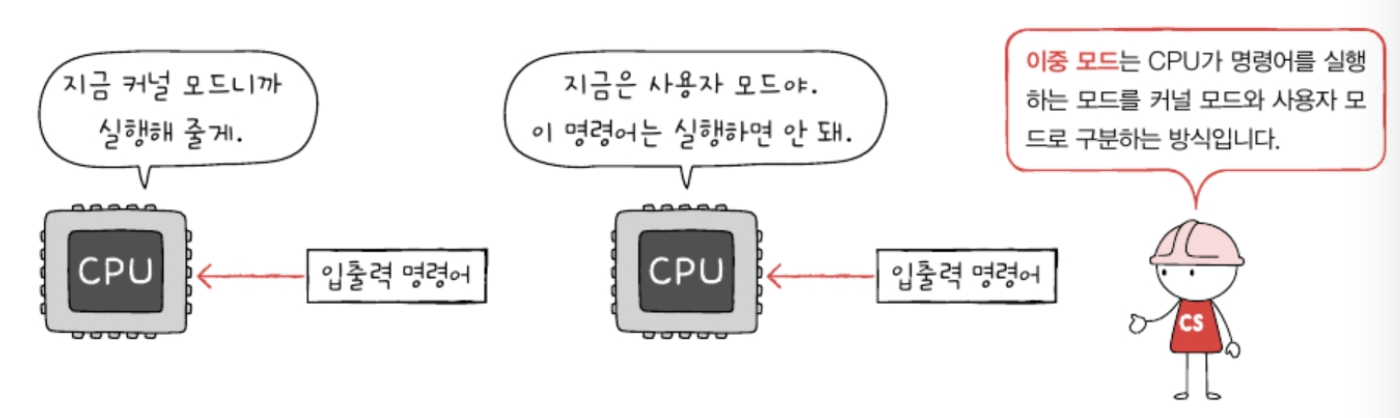 지금 커널 모드니까
실행해 줄게.
CPU
입출력 명령어
지금은 사용자 모드야.
이 명령어는 실행하면 안 돼.
CPU
입출력 명령어
이중 모드는 CPU가 명령어를 실행
하는 모드를 커널 모드와 사용자 모
드로 구분하는 방식입니다.
CS